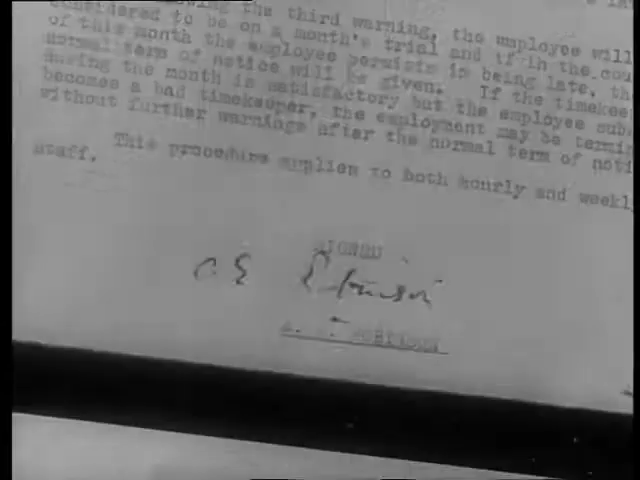 the third warning, the employee will
considered to be on a month's trial and if in the cou
of this month the employee persists in being late, th
normal term of notice will be given. If the timekee
during the month is satisfactory but the employee sub
becomes a bad timekeeper, the employment may be termi
without further warnings after the normal term of noti
This procedure applies to both hourly and weekly
staff.
SIGNED